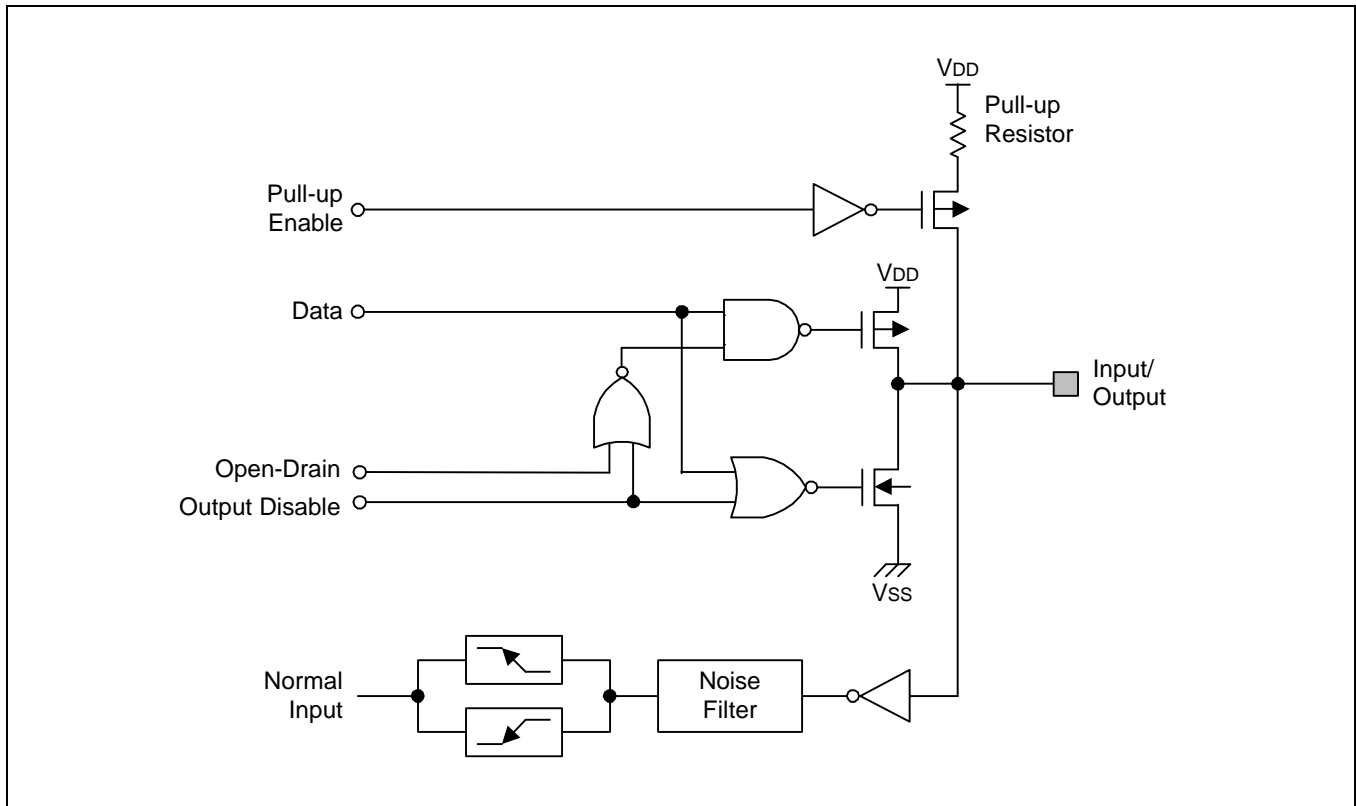 VDD
Pull-up
Resistor
Pull-up
Enable
VDD
Data
Input/
Output
Open-Drain
Output Disable
VSS
Normal
Input
Noise
Filter